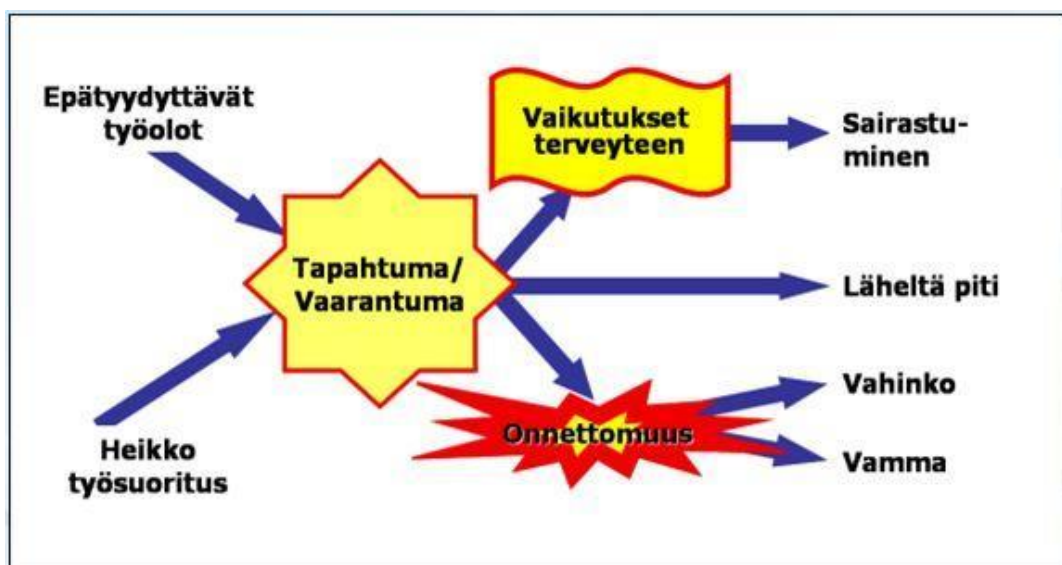 Epätyydyttävät
työolot
Heikko
työsuoritus
Tapahtuma/
Vaarantuma
Vaikutukset
terveyteen
Sairastu-
minen
Läheltä piti
Onnettomuus
Vahinko
Vamma